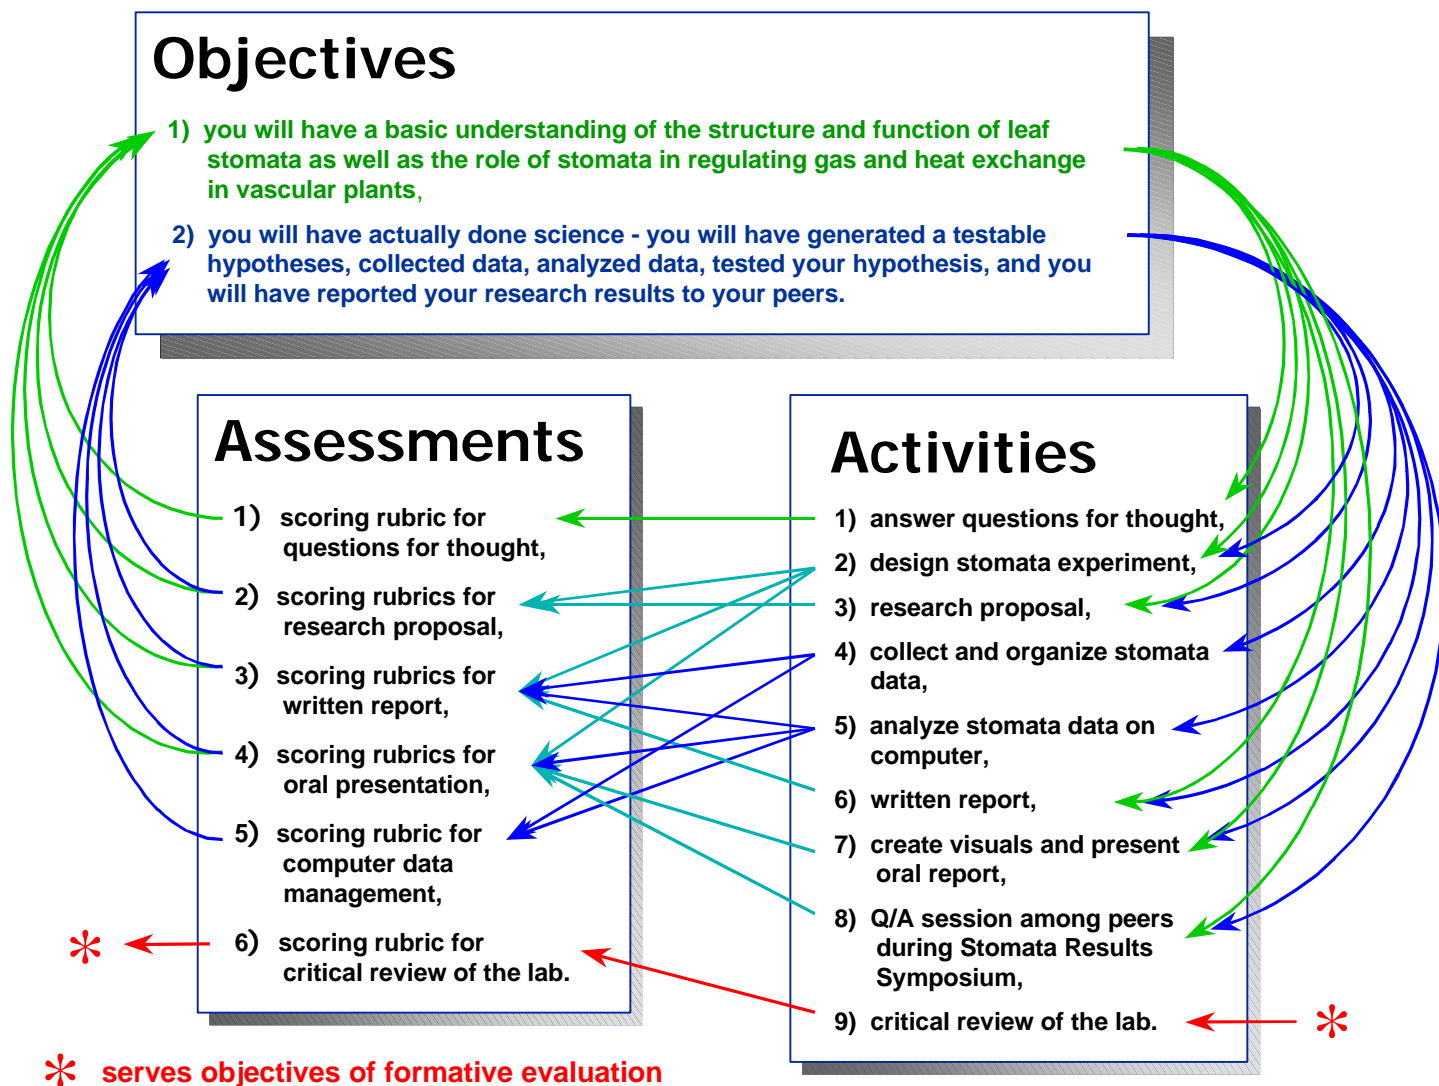 Objectives
1) you will have a basic understanding of the structure and function of leaf
stomata as well as the role of stomata in regulating gas and heat exchange
in vascular plants,
2) you will have actually done science - you will have generated a testable
hypotheses, collected data, analyzed data, tested your hypothesis, and you
will have reported your research results to your peers.
Assessments
1) scoring rubric for
questions for thought,
2) scoring rubrics for
research proposal,
3) scoring rubrics for
written report,
4) scoring rubrics for
oral presentation,
5) scoring rubric for
computer data
management,
* 6) scoring rubric for
critical review of the lab.
Activities
1) answer questions for thought,
2) design stomata experiment,
3) research proposal,
4) collect and organize stomata
data,
5) analyze stomata data on
computer,
6) written report,
7) create visuals and present
oral report,
8) Q/A session among peers
during Stomata Results
Symposium,
9) critical review of the lab. *
* serves objectives of formative evaluation